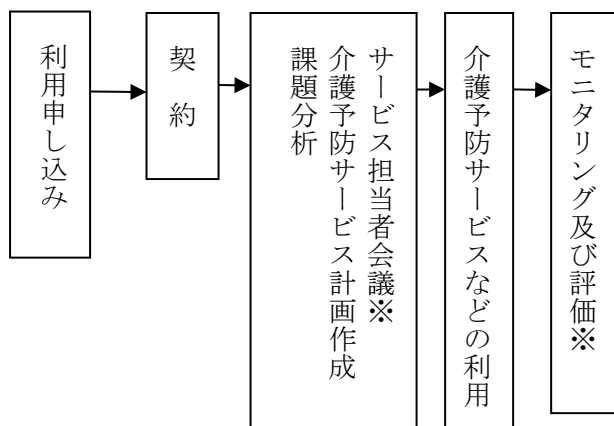 利用申し込み
契約
課題分析
介護予防サービス計画作成
サービス担当者会議※
介護予防サービスなどの利用
モニタリング及び評価※